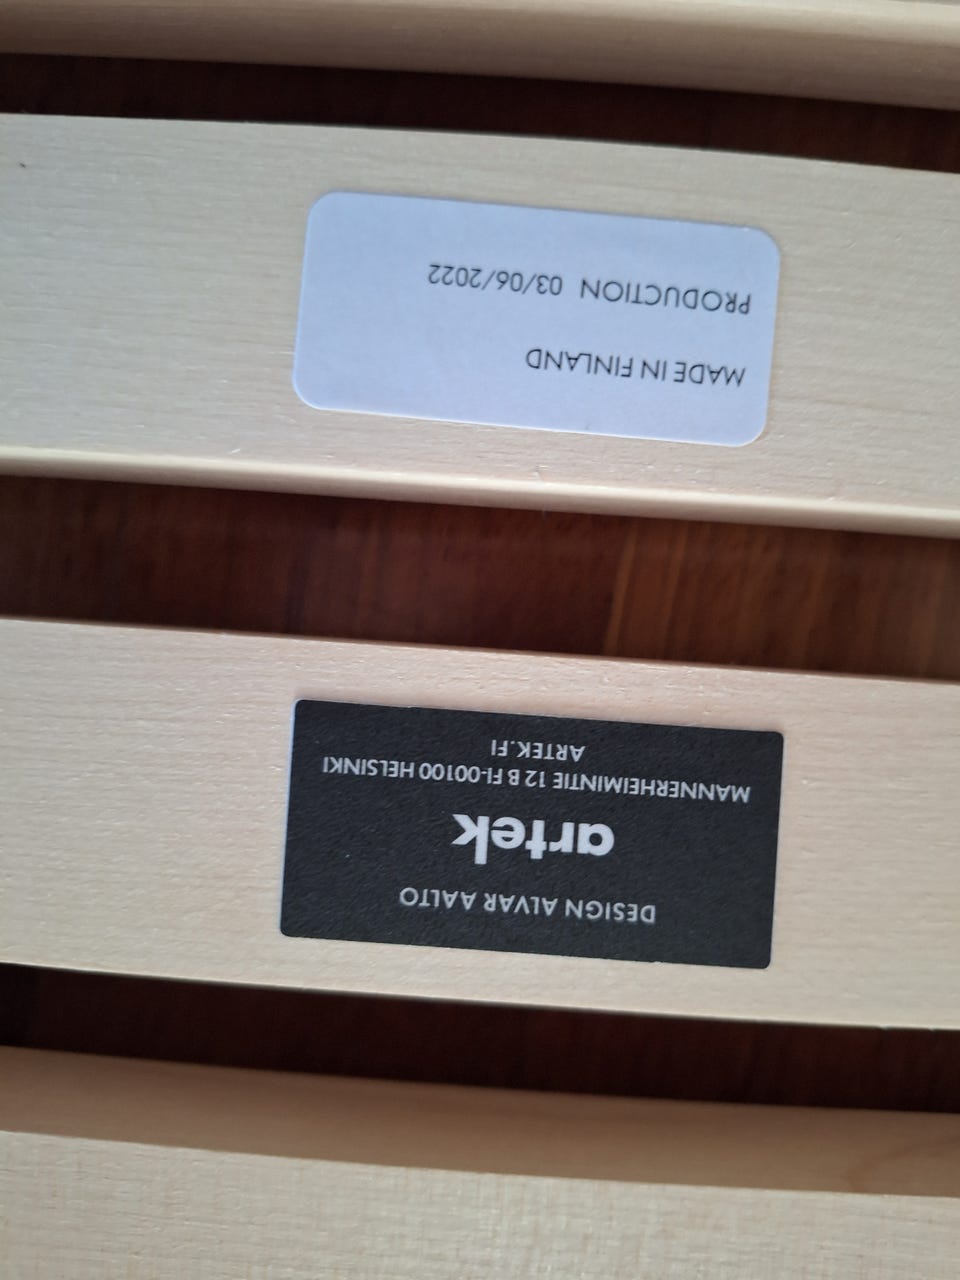 DESIGN ALVAR AALTO
artek
MANNERHEIMINTIE 12 B FI-00100 HELSINKI
ARTEK.FI
MADE IN FINLAND
PRODUCTION 03/06/2022